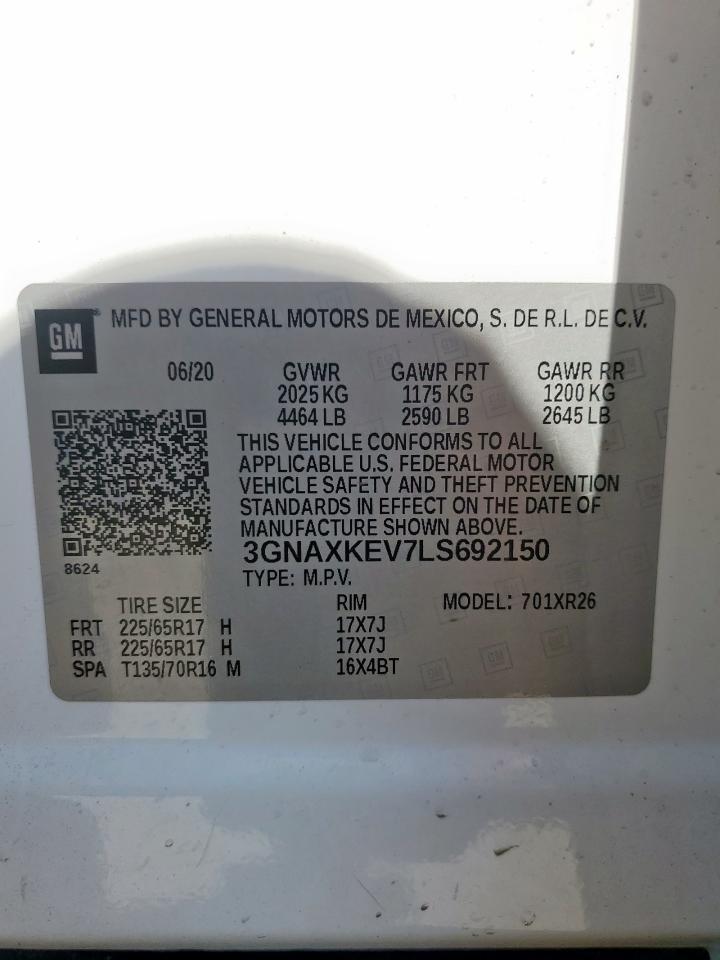 GM® MFD BY GENERAL MOTORS DE MEXICO, S. DE R.L. DE C.V.
06/20 GVWR GAWR FRT GAWR RR
2025 KG 1175 KG 1200 KG
4464 LB 2590 LB 2645 LB
THIS VEHICLE CONFORMS TO ALL
APPLICABLE U.S. FEDERAL MOTOR
VEHICLE SAFETY AND THEFT PREVENTION
STANDARDS IN EFFECT ON THE DATE OF
MANUFACTURE SHOWN ABOVE.
3GNAXKEV7LS692150
8624
TYPE: M.P.V.
TIRE SIZE RIM MODEL: 701XR26
FRT 225/65R17 H 17X7J
RR 225/65R17 H 17X7J
SPA T135/70R16 M 16X4BT